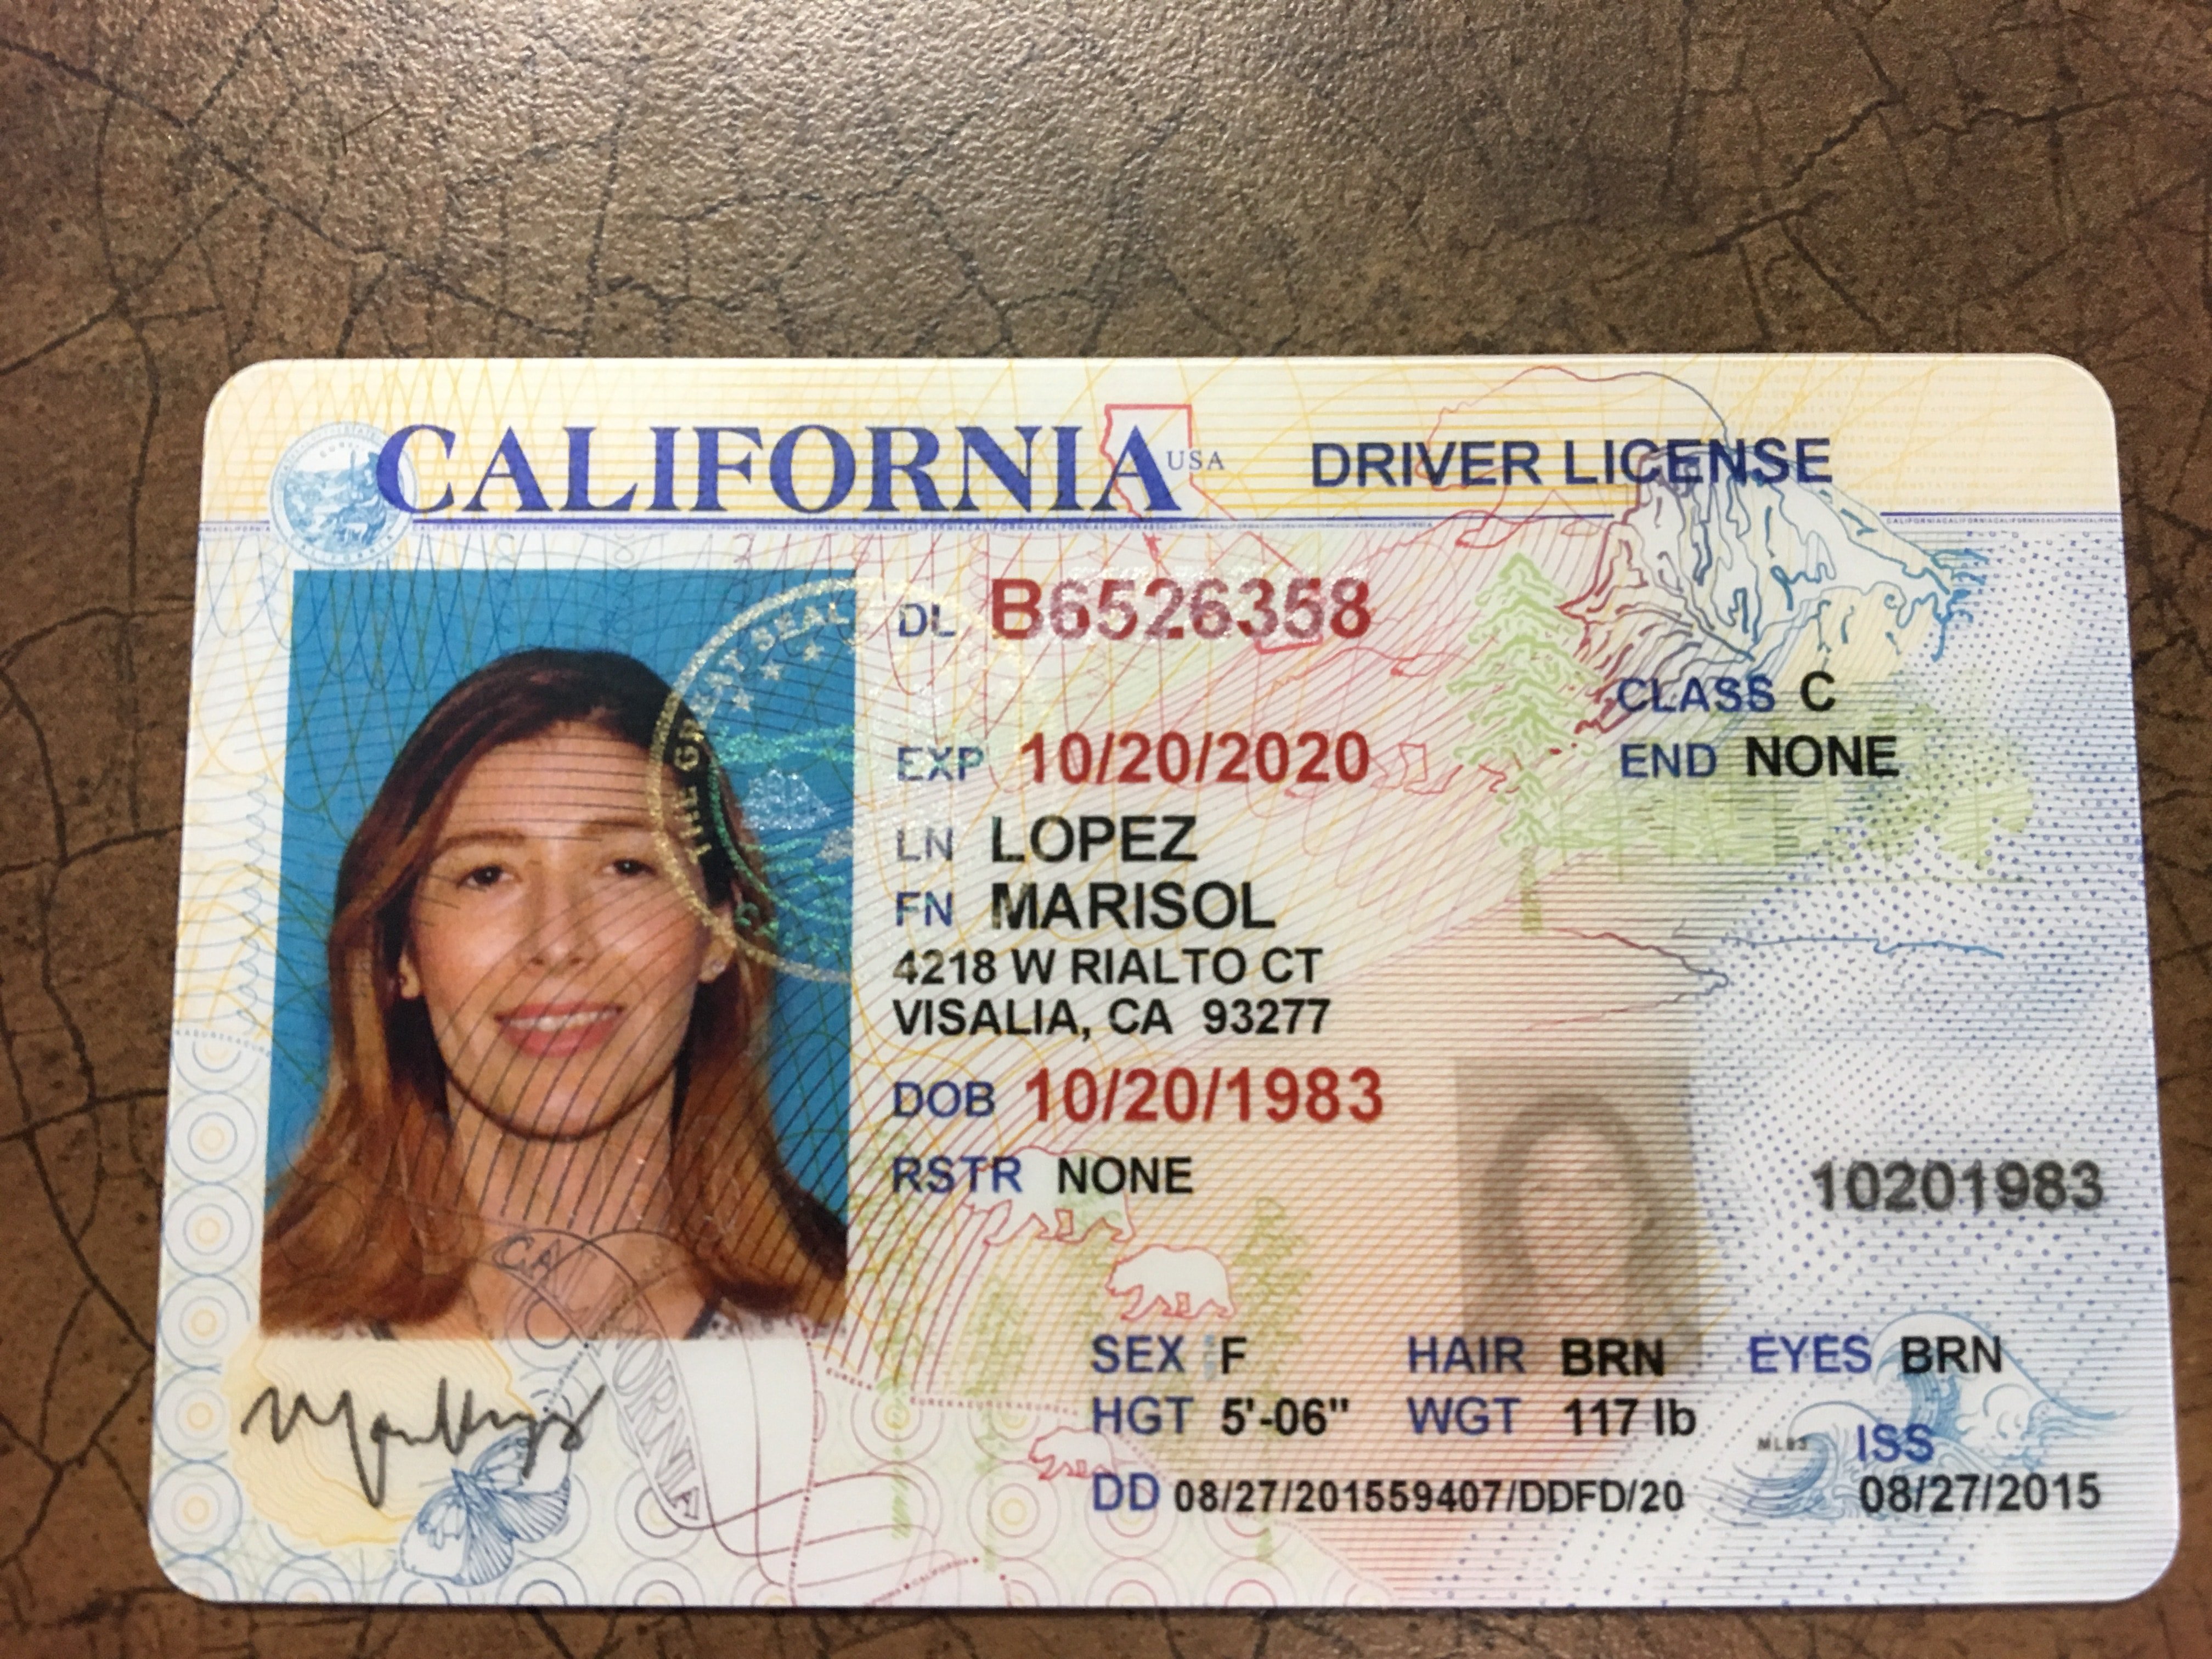 CALIFORNIA USA DRIVER LICENSE
DL B6526358
CLASS C
EXP 10/20/2020
END NONE
LN LOPEZ
FN MARISOL
4218 W RIALTO CT
VISALIA, CA 93277
DOB 10/20/1983
RSTR NONE
10201983
SEX F HAIR BRN EYES BRN
HGT 5'-06" WGT 117 lb
ISS
DD 08/27/201559407/DDFD/20 08/27/2015
CALIFORNIA